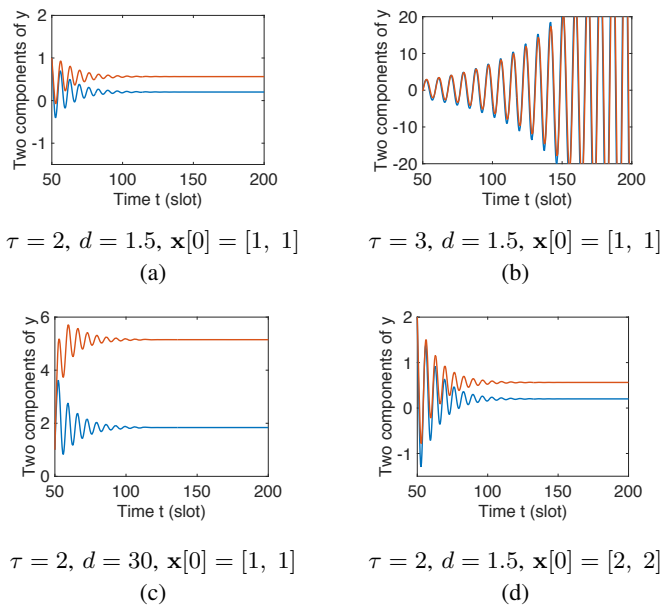 Two components of y
2
1
0
-1
50
100
150
200
Time t (slot)
τ = 2, d = 1.5, x[0] = [1, 1]
(a)
Two components of y
20
10
0
-10
-20
50
100
150
200
Time t (slot)
τ = 3, d = 1.5, x[0] = [1, 1]
(b)
Two components of y
6
4
2
0
50
100
150
200
Time t (slot)
τ = 2, d = 30, x[0] = [1, 1]
(c)
Two components of y
2
1
0
-1
50
100
150
200
Time t (slot)
τ = 2, d = 1.5, x[0] = [2, 2]
(d)